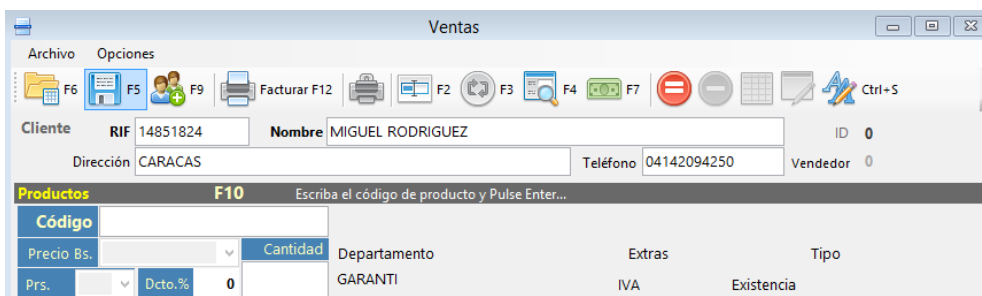 Ventas
Archivo Opciones
F6 F5 F9 Facturar F12 F2 F3 F4 F7 Ctrl+S
Cliente RIF 14851824 Nombre MIGUEL RODRIGUEZ ID 0
Dirección CARACAS Teléfono 04142094250 Vendedor 0
Productos F10 Escriba el código de producto y Pulse Enter...
Código
Precio Bs. Cantidad Departamento Extras Tipo
Prs. Dcto.% 0 GARANTI IVA Existencia